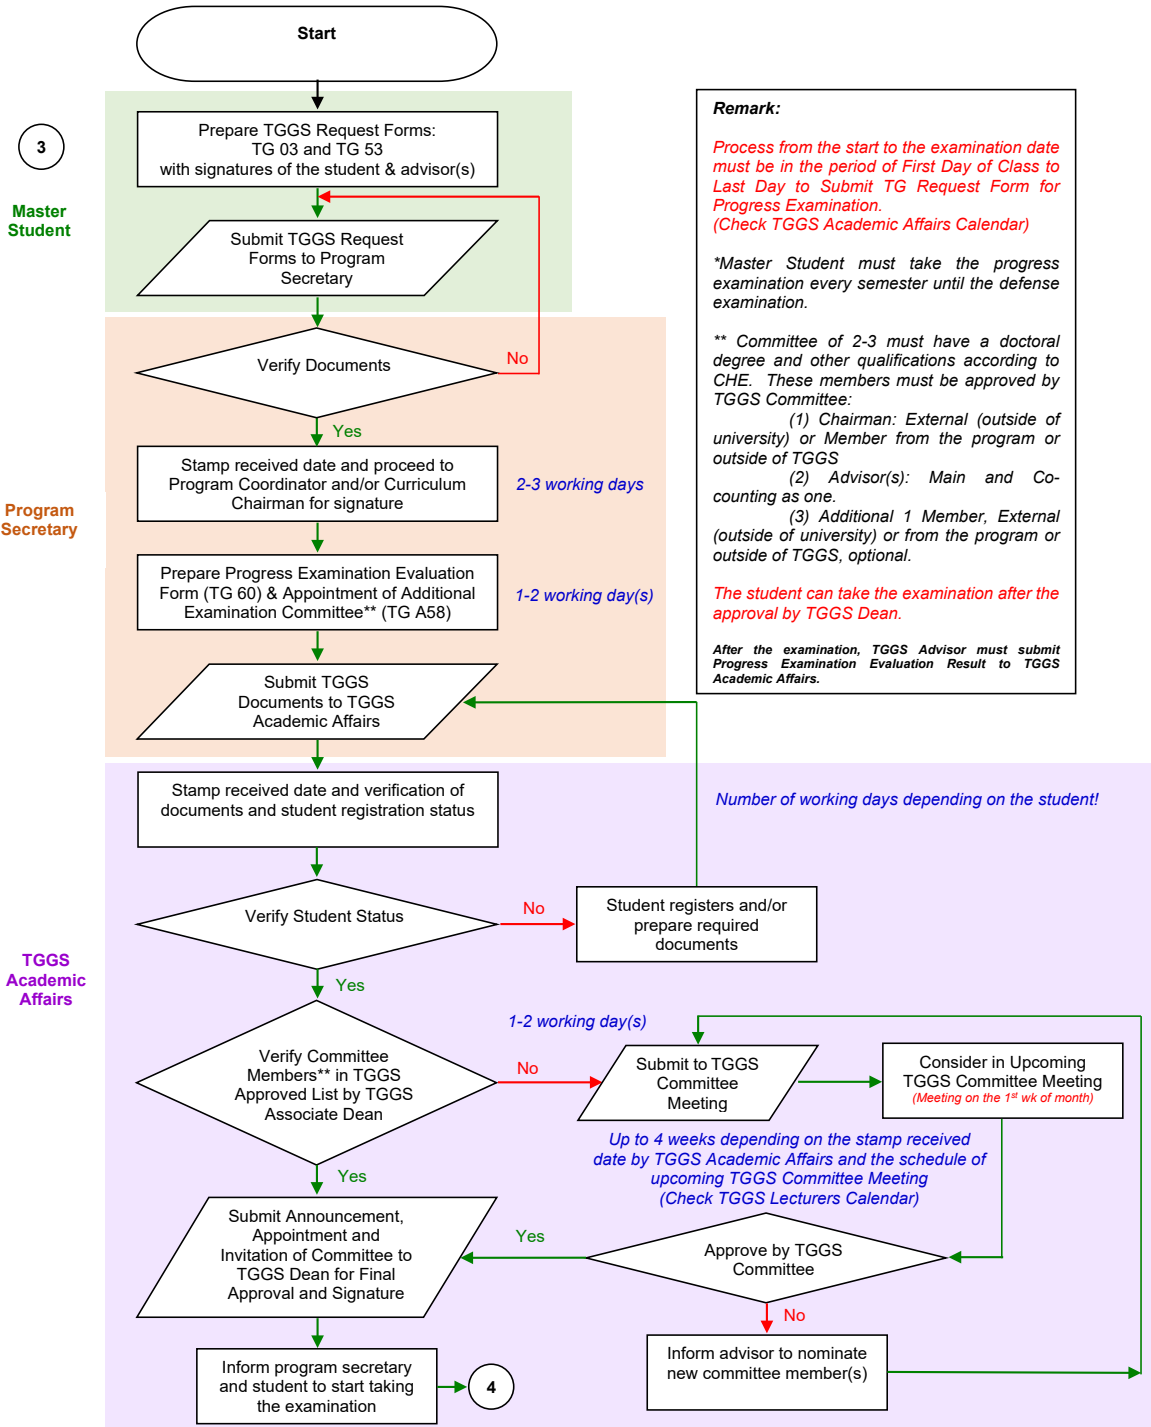 Start
3
Master
Student
Prepare TGGS Request Forms:
TG 03 and TG 53
with signatures of the student & advisor(s)
Submit TGGS Request
Forms to Program
Secretary
Remark:
Process from the start to the examination date
must be in the period of First Day of Class to
Last Day to Submit TG Request Form for
Progress Examination.
(Check TGGS Academic Affairs Calendar)
*Master Student must take the progress
examination every semester until the defense
examination.
** Committee of 2-3 must have a doctoral
degree and other qualifications according to
CHE. These members must be approved by
TGGS Committee:
(1) Chairman: External (outside of
university) or Member from the program or
outside of TGGS
(2) Advisor(s): Main and Co-
counting as one.
(3) Additional 1 Member, External
(outside of university) or from the program or
outside of TGGS, optional.
The student can take the examination after the
approval by TGGS Dean.
After the examination, TGGS Advisor must submit
Progress Examination Evaluation Result to TGGS
Academic Affairs.
Program
Secretary
Verify Documents
No
Yes
Stamp received date and proceed to
Program Coordinator and/or Curriculum
Chairman for signature
2-3 working days
Prepare Progress Examination Evaluation
Form (TG 60) & Appointment of Additional
Examination Committee** (TG A58)
1-2 working day(s)
Submit TGGS
Documents to TGGS
Academic Affairs
TGGS
Academic
Affairs
Stamp received date and verification of
documents and student registration status
Number of working days depending on the student!
Verify Student Status
No
Student registers and/or
prepare required
documents
Yes
1-2 working day(s)
Verify Committee
Members** in TGGS
Approved List by TGGS
Associate Dean
No
Submit to TGGS
Committee
Meeting
Consider in Upcoming
TGGS Committee Meeting
(Meeting on the 1st wk of month)
Up to 4 weeks depending on the stamp received
date by TGGS Academic Affairs and the schedule of
upcoming TGGS Committee Meeting
(Check TGGS Lecturers Calendar)
Yes
Submit Announcement,
Appointment and
Invitation of Committee to
TGGS Dean for Final
Approval and Signature
Yes
Approve by TGGS
Committee
No
Inform advisor to nominate
new committee member(s)
Inform program secretary
and student to start taking
the examination
4